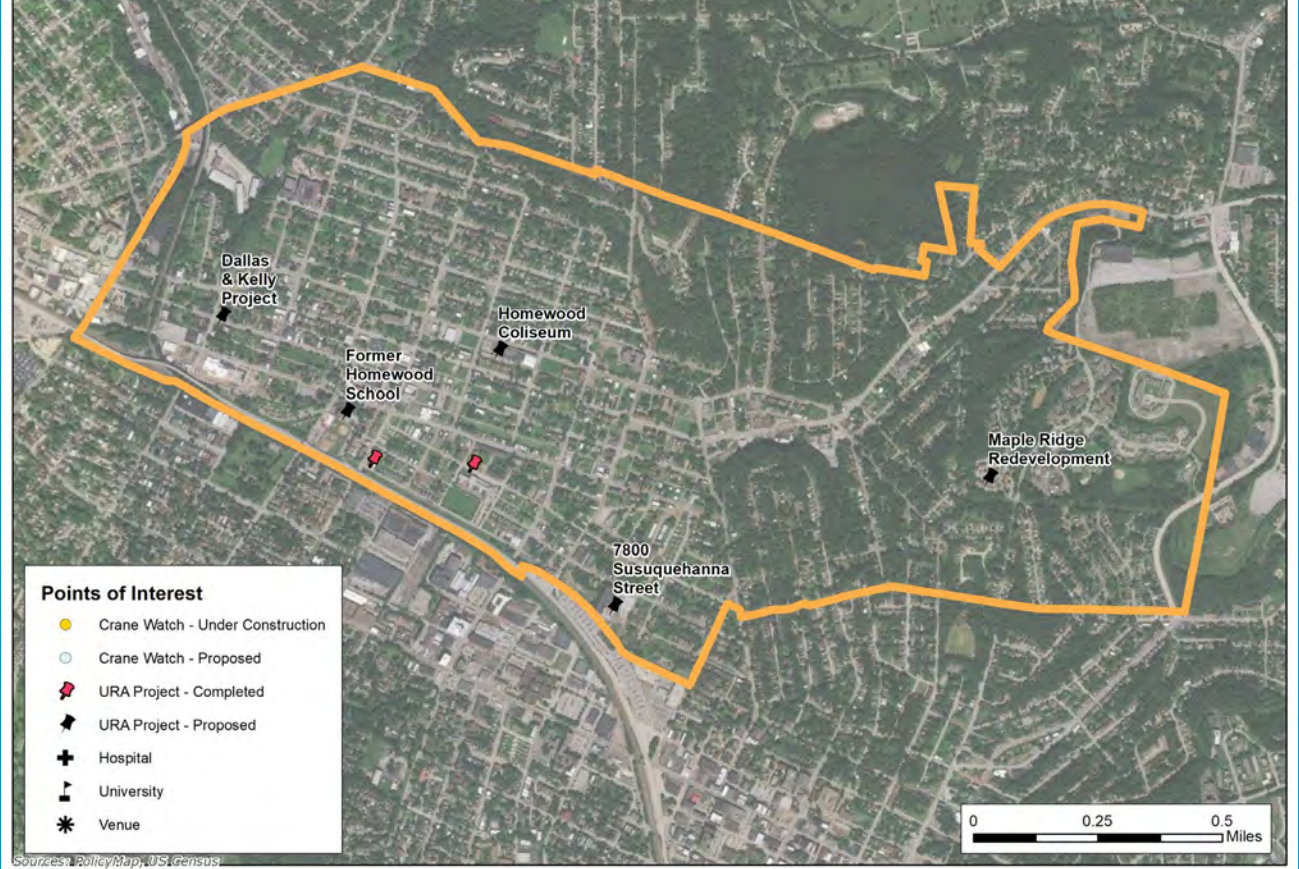 Dallas
& Kelly
Project
Homewood
Coliseum
Former
Homewood
School
Maple Ridge
Redevelopment
7800
Susuquehanna
Street
Points of Interest
Crane Watch - Under Construction
Crane Watch - Proposed
URA Project - Completed
URA Project - Proposed
Hospital
University
Venue
0 0.25 0.5
Miles
Sources: PolicyMap, US Census